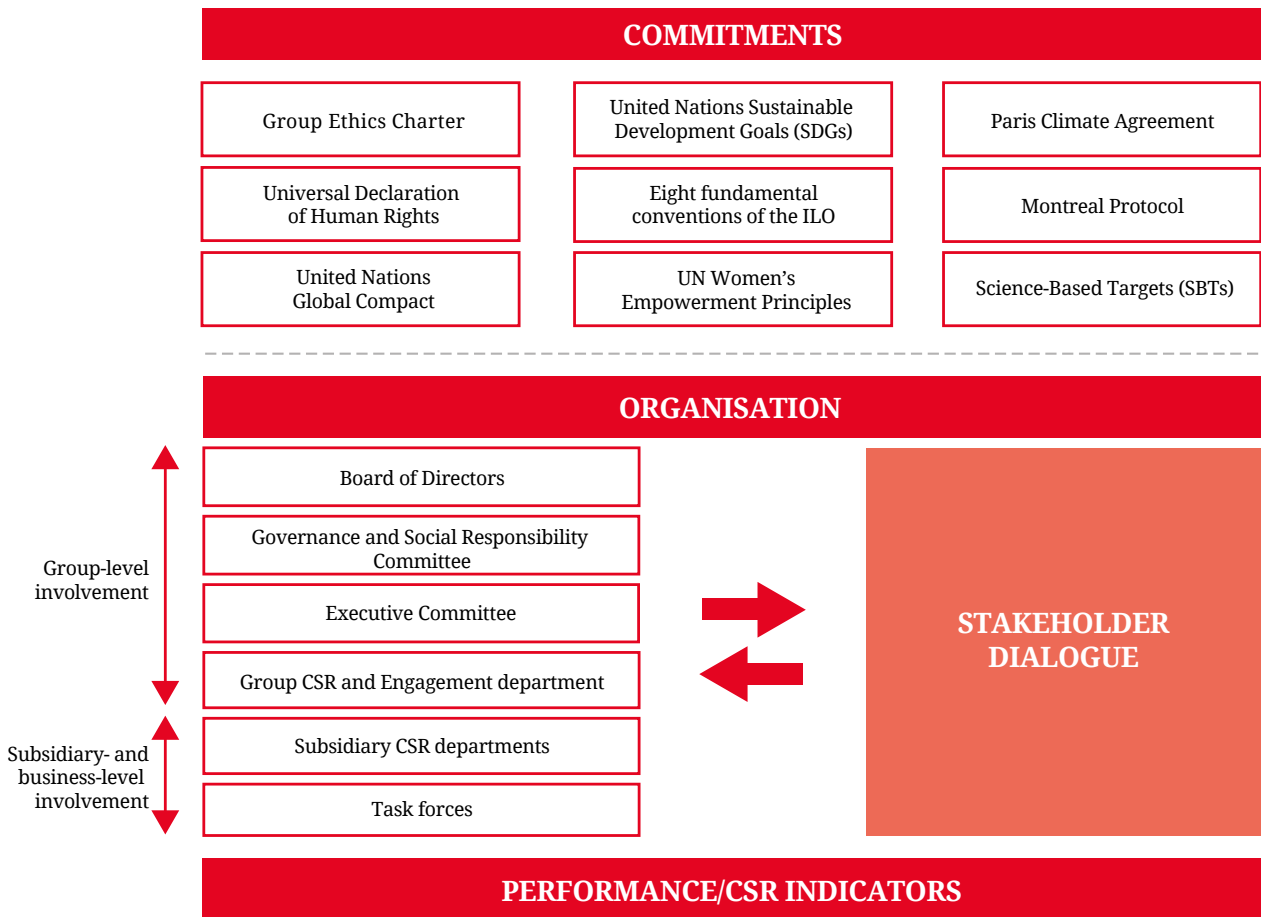 COMMITMENTS
Group Ethics Charter
United Nations Sustainable
Development Goals (SDGs)
Paris Climate Agreement
Universal Declaration
of Human Rights
Eight fundamental
conventions of the ILO
Montreal Protocol
United Nations
Global Compact
UN Women’s
Empowerment Principles
Science-Based Targets (SBTs)
ORGANISATION
Group-level
involvement
Board of Directors
Governance and Social Responsibility
Committee
Executive Committee
Group CSR and Engagement department
Subsidiary- and
business-level
involvement
Subsidiary CSR departments
Task forces
STAKEHOLDER
DIALOGUE
PERFORMANCE/CSR INDICATORS